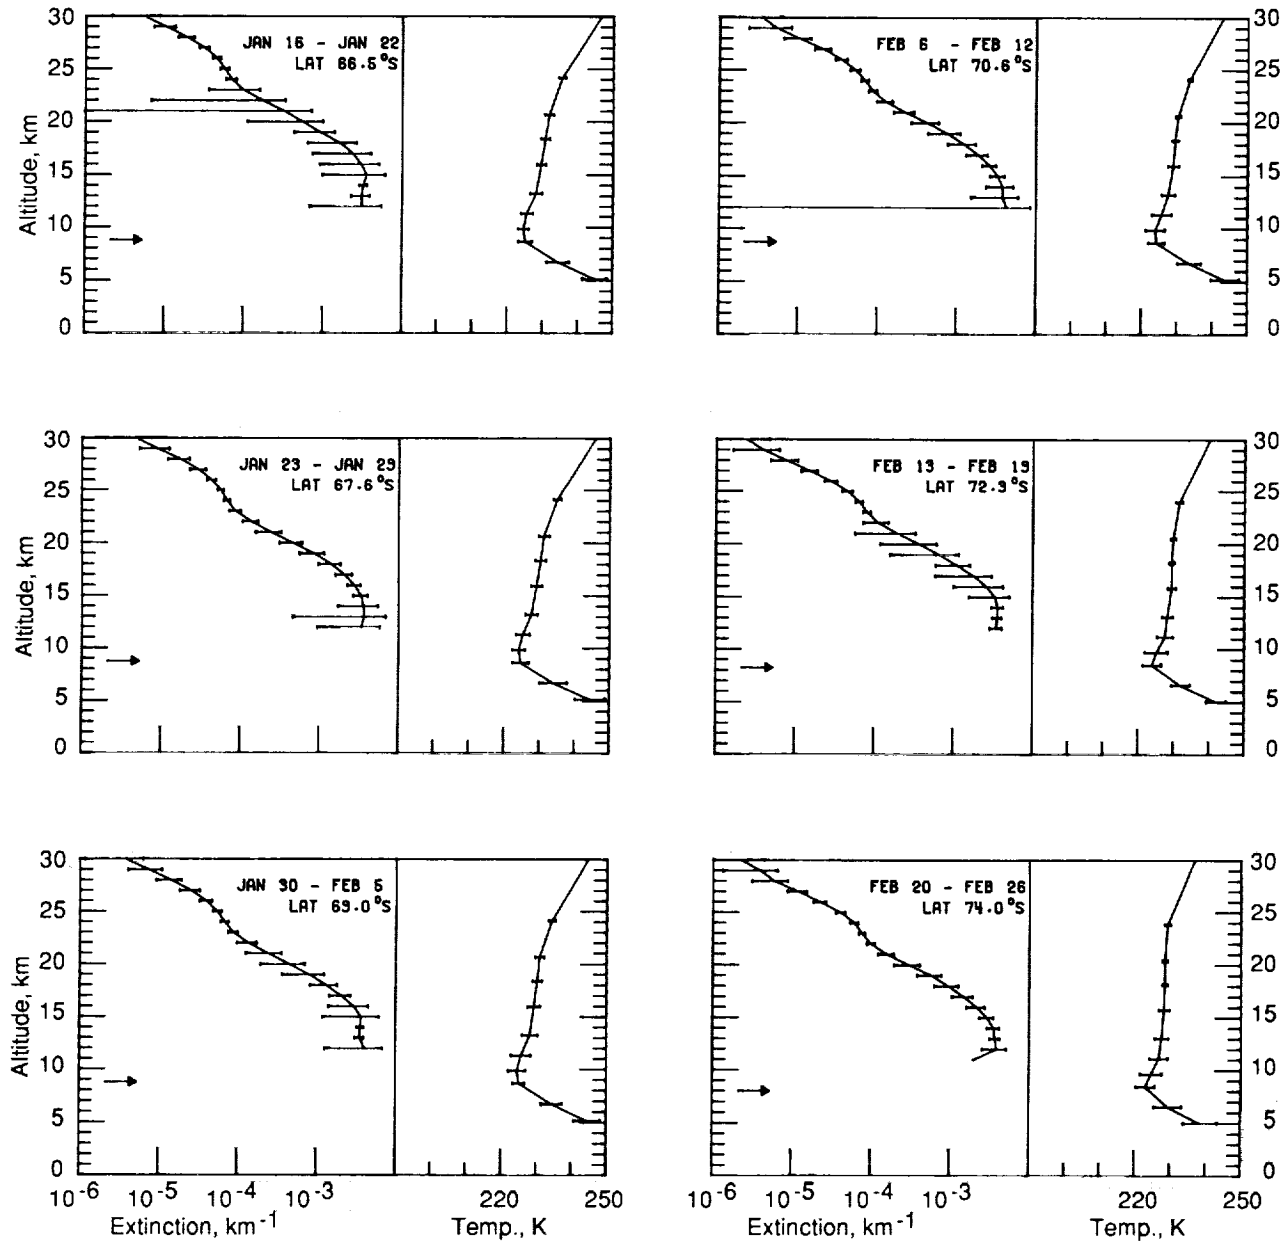 30
25
20
15
10
5
0
Altitude, km
JAN 16 - JAN 22
LAT 66.5°S
FEB 6 - FEB 12
LAT 70.6°S
30
25
20
15
10
5
0
30
25
20
15
10
5
0
Altitude, km
JAN 23 - JAN 29
LAT 67.6°S
FEB 13 - FEB 19
LAT 72.3°S
30
25
20
15
10
5
0
30
25
20
15
10
5
0
Altitude, km
JAN 30 - FEB 5
LAT 69.0°S
FEB 20 - FEB 26
LAT 74.0°S
30
25
20
15
10
5
0
10-6 10-5 10-4 10-3 220 250 10-6 10-5 10-4 10-3 220 250
Extinction, km-1 Temp., K Extinction, km-1 Temp., K